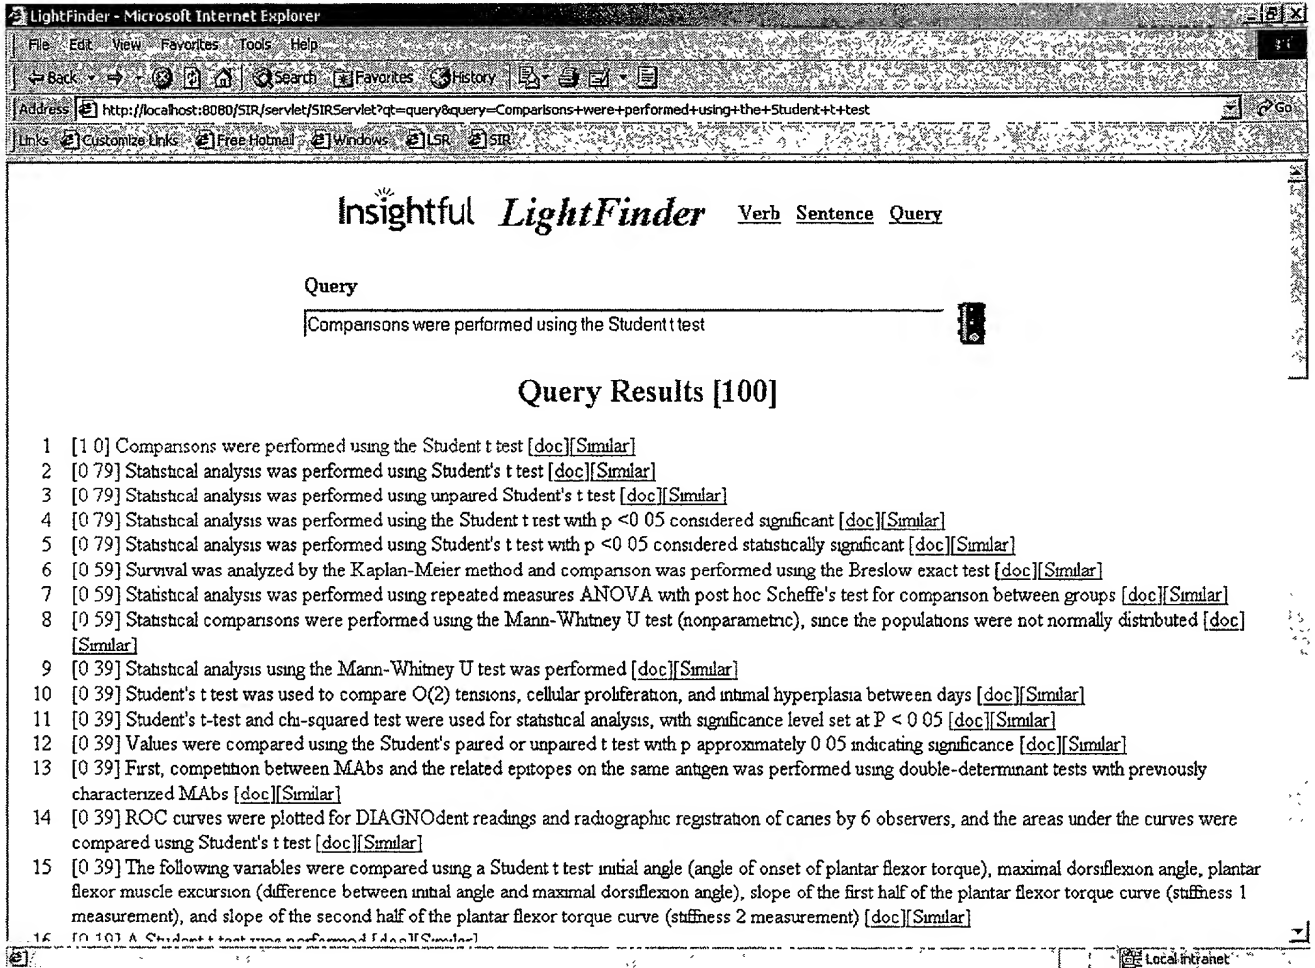 LightFinder - Microsoft Internet Explorer
File Edit View Favorites Tools Help
Back Search Favorites History
Address http://localhost:8080/SIR/servlet/SIRServlet?qt=query&query=Comparisons+were+performed+using+the+Student+t+test Go
Links Customize Links Free Hotmail Windows LSR SIR
Insightful LightFinder Verb Sentence Query
Query
Comparisons were performed using the Student t test
Query Results [100]
1 [1 0] Comparisons were performed using the Student t test [doc][Similar]
2 [0 79] Statistical analysis was performed using Student's t test [doc][Similar]
3 [0 79] Statistical analysis was performed using unpaired Student's t test [doc][Similar]
4 [0 79] Statistical analysis was performed using the Student t test with p <0 05 considered significant [doc][Similar]
5 [0 79] Statistical analysis was performed using Student's t test with p <0 05 considered statistically significant [doc][Similar]
6 [0 59] Survival was analyzed by the Kaplan-Meier method and comparison was performed using the Breslow exact test [doc][Similar]
7 [0 59] Statistical analysis was performed using repeated measures ANOVA with post hoc Scheffe's test for comparison between groups [doc][Similar]
8 [0 59] Statistical comparisons were performed using the Mann-Whitney U test (nonparametric), since the populations were not normally distributed [doc]
[Similar]
9 [0 39] Statistical analysis using the Mann-Whitney U test was performed [doc][Similar]
10 [0 39] Student's t test was used to compare O(2) tensions, cellular proliferation, and intimal hyperplasia between days [doc][Similar]
11 [0 39] Student's t-test and chi-squared test were used for statistical analysis, with significance level set at P < 0 05 [doc][Similar]
12 [0 39] Values were compared using the Student's paired or unpaired t test with p approximately 0 05 indicating significance [doc][Similar]
13 [0 39] First, competition between MAbs and the related epitopes on the same antigen was performed using double-determinant tests with previously
characterized MAbs [doc][Similar]
14 [0 39] ROC curves were plotted for DIAGNOdent readings and radiographic registration of caries by 6 observers, and the areas under the curves were
compared using Student's t test [doc][Similar]
15 [0 39] The following variables were compared using a Student t test initial angle (angle of onset of plantar flexor torque), maximal dorsiflexion angle, plantar
flexor muscle excursion (difference between initial angle and maximal dorsiflexion angle), slope of the first half of the plantar flexor torque curve (stiffness 1
measurement), and slope of the second half of the plantar flexor torque curve (stiffness 2 measurement) [doc][Similar]
16 [0 19] A Student t test was performed [doc][Similar]
Local intranet